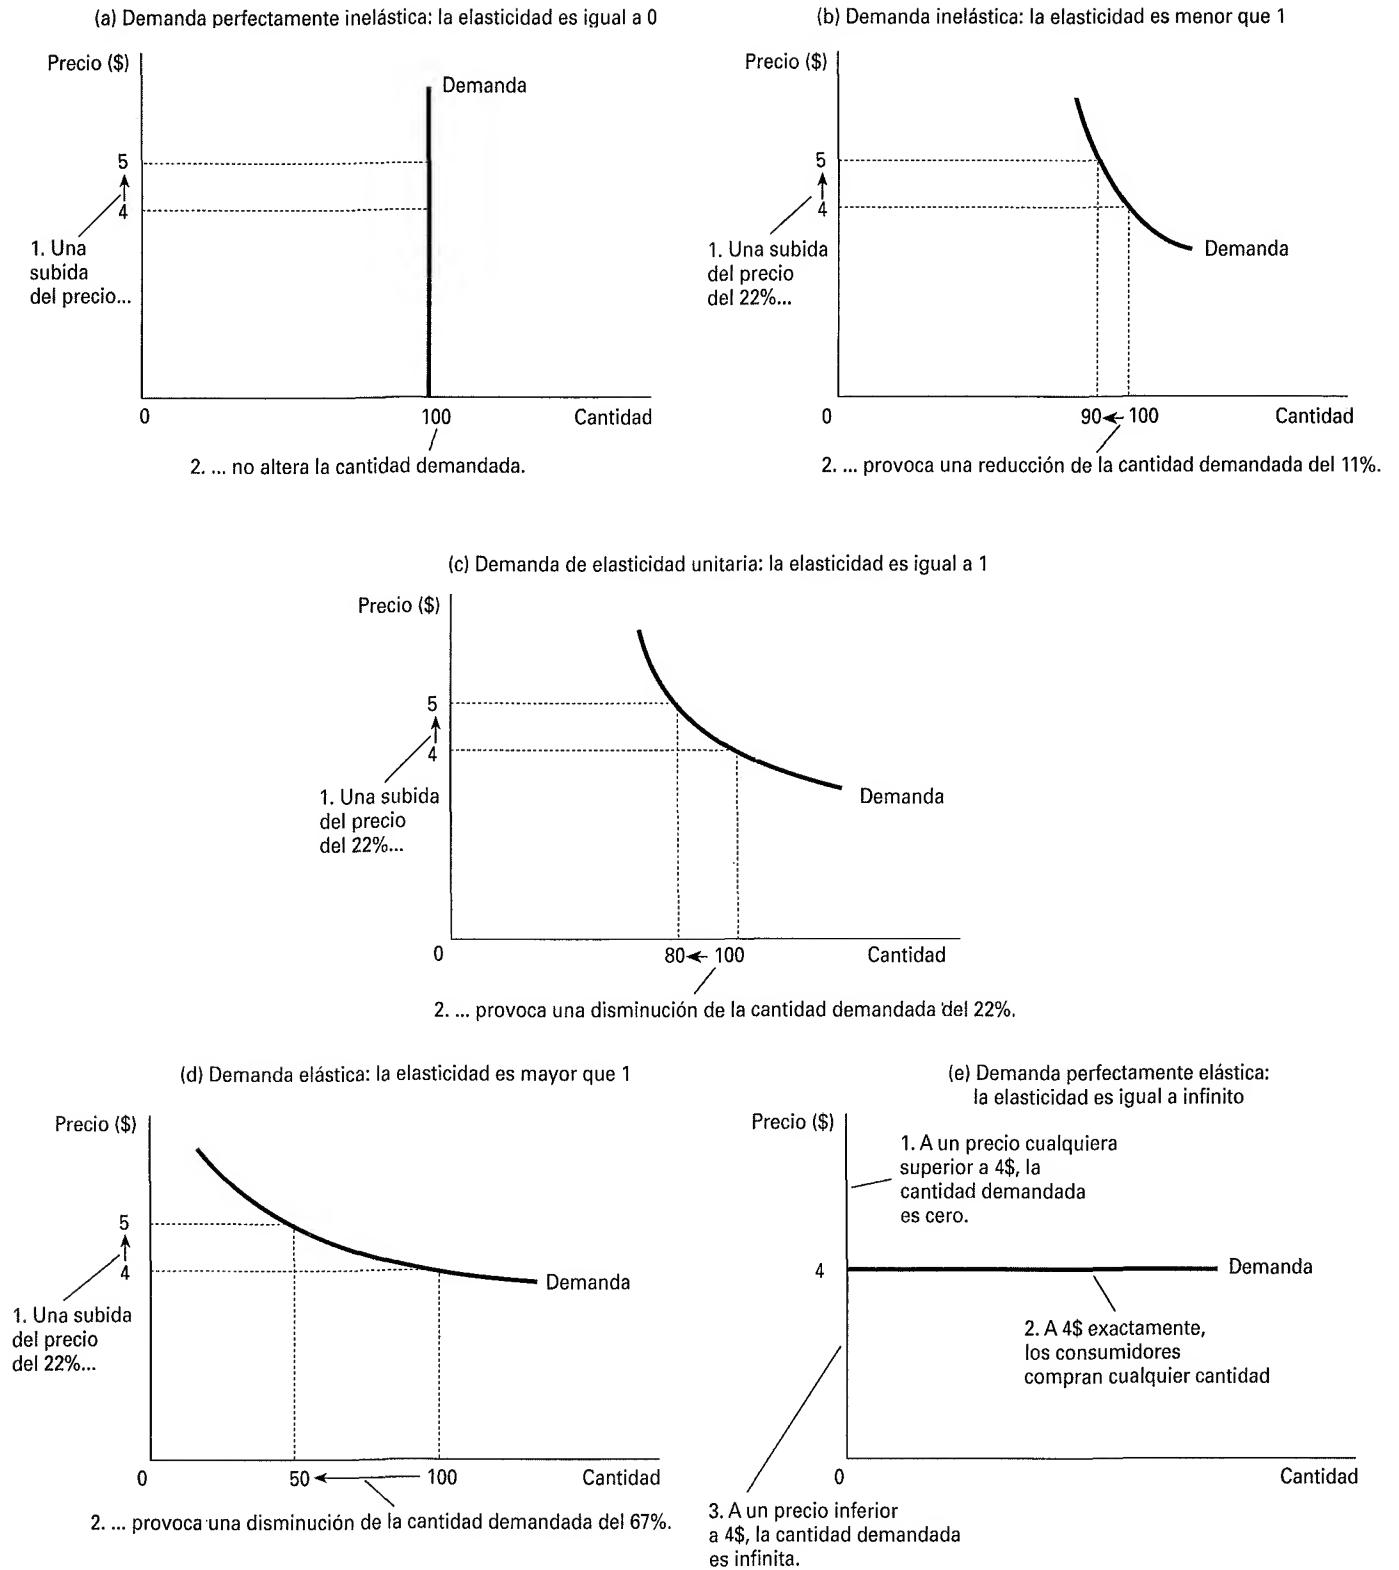 (a) Demanda perfectamente inelástica: la elasticidad es igual a 0
Precio ($)
Demanda
5
4
1. Una
subida
del precio...
0
100
Cantidad
2. ... no altera la cantidad demandada.
(b) Demanda inelástica: la elasticidad es menor que 1
Precio ($)
5
4
1. Una subida
del precio
del 22%...
Demanda
0
90
100
Cantidad
2. ... provoca una reducción de la cantidad demandada del 11%.
(c) Demanda de elasticidad unitaria: la elasticidad es igual a 1
Precio ($)
5
4
1. Una subida
del precio
del 22%...
Demanda
0
80
100
Cantidad
2. ... provoca una disminución de la cantidad demandada del 22%.
(d) Demanda elástica: la elasticidad es mayor que 1
Precio ($)
5
4
1. Una subida
del precio
del 22%...
Demanda
0
50
100
Cantidad
2. ... provoca una disminución de la cantidad demandada del 67%.
(e) Demanda perfectamente elástica:
la elasticidad es igual a infinito
Precio ($)
1. A un precio cualquiera
superior a 4$, la
cantidad demandada
es cero.
4
Demanda
2. A 4$ exactamente,
los consumidores
compran cualquier cantidad
0
Cantidad
3. A un precio inferior
a 4$, la cantidad demandada
es infinita.